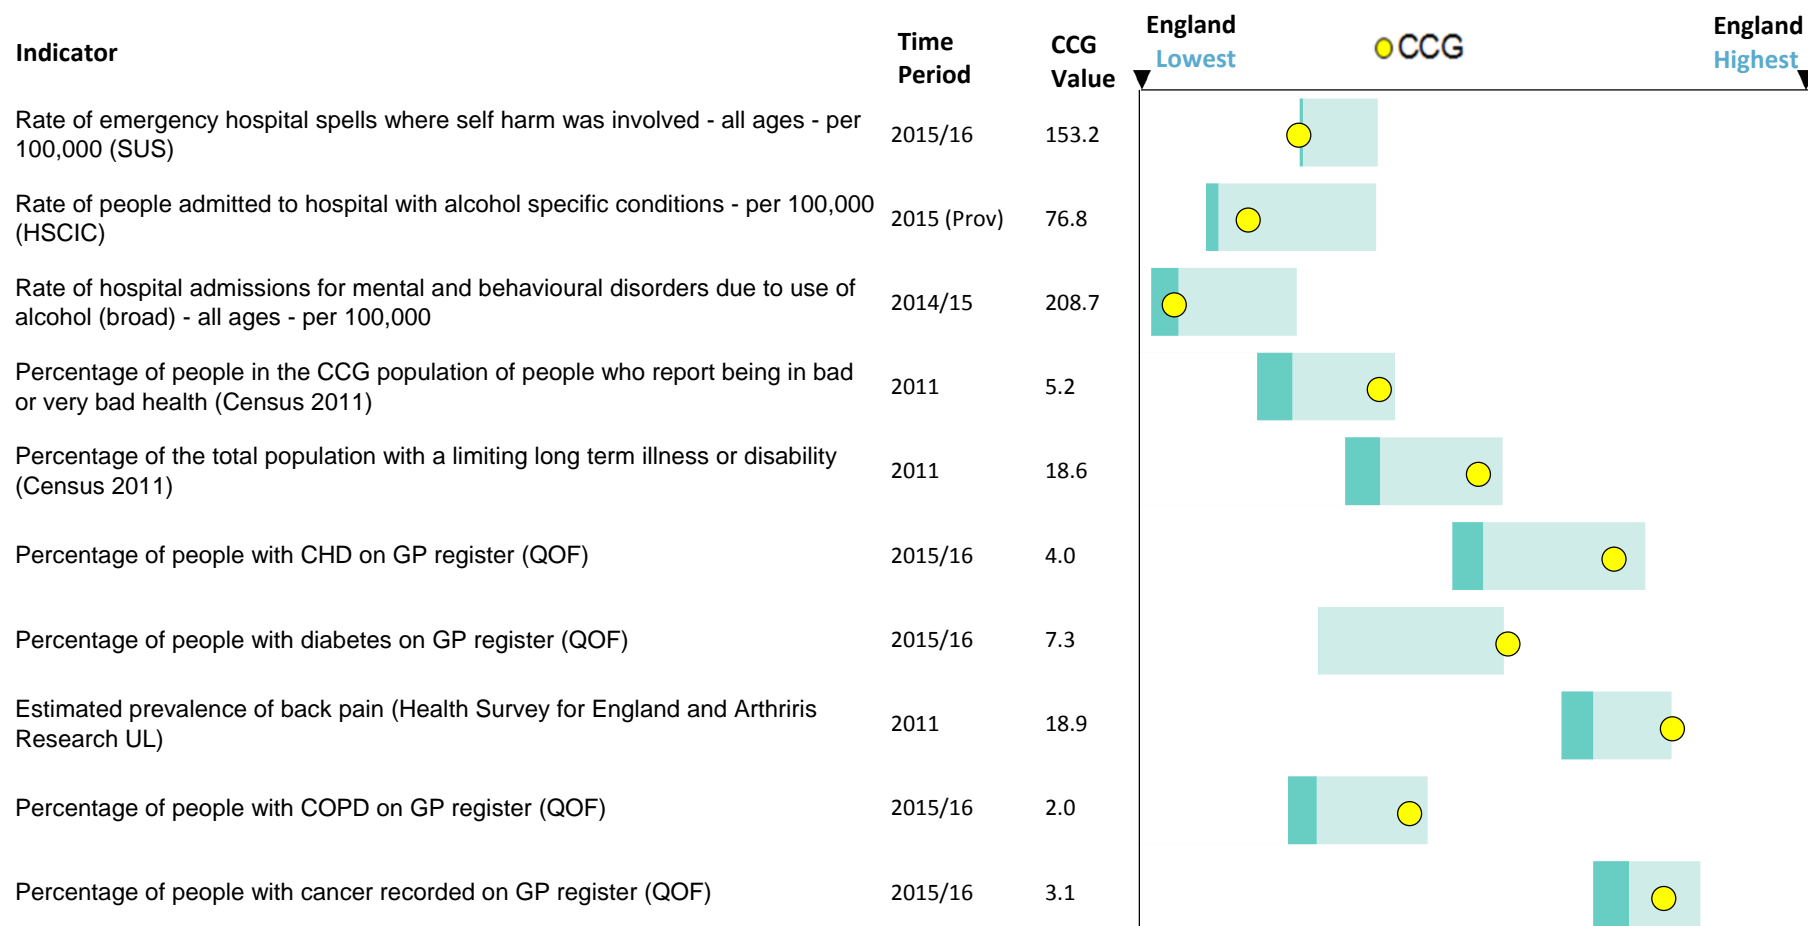 Indicator
Time
Period
CCG
Value
England
Lowest
CCG
England
Highest
Rate of emergency hospital spells where self harm was involved - all ages - per
100,000 (SUS)
2015/16
153.2
Rate of people admitted to hospital with alcohol specific conditions - per 100,000
(HSCIC)
2015 (Prov)
76.8
Rate of hospital admissions for mental and behavioural disorders due to use of
alcohol (broad) - all ages - per 100,000
2014/15
208.7
Percentage of people in the CCG population of people who report being in bad
or very bad health (Census 2011)
2011
5.2
Percentage of the total population with a limiting long term illness or disability
(Census 2011)
2011
18.6
Percentage of people with CHD on GP register (QOF)
2015/16
4.0
Percentage of people with diabetes on GP register (QOF)
2015/16
7.3
Estimated prevalence of back pain (Health Survey for England and Arthriris
Research UL)
2011
18.9
Percentage of people with COPD on GP register (QOF)
2015/16
2.0
Percentage of people with cancer recorded on GP register (QOF)
2015/16
3.1